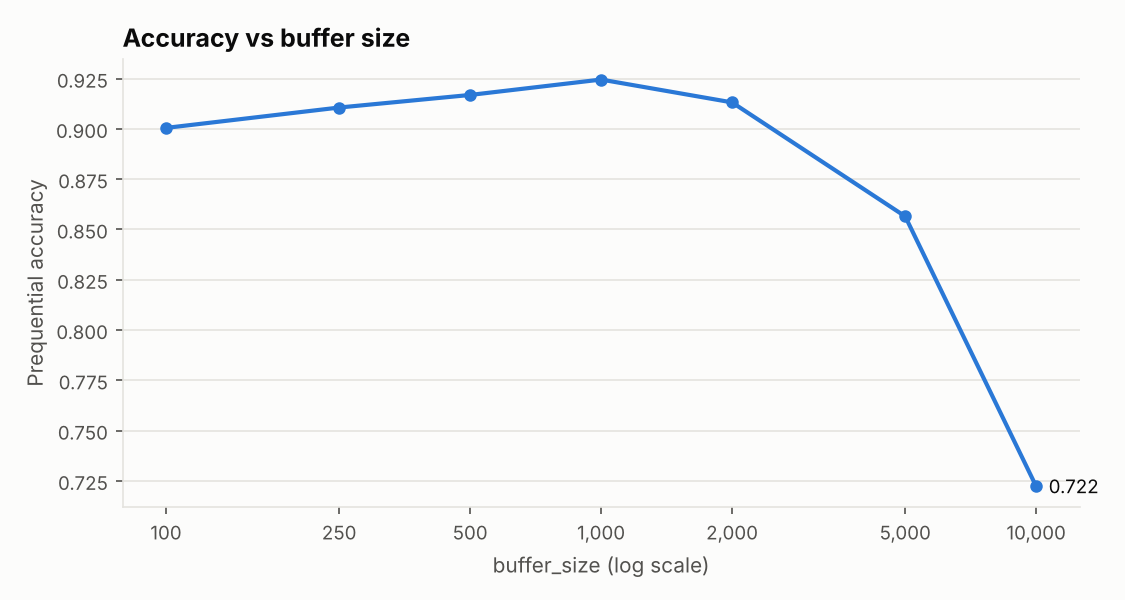 Accuracy vs buffer size
Prequential accuracy
0.925
0.900
0.875
0.850
0.825
0.800
0.775
0.750
0.725
0.722
100 250 500 1,000 2,000 5,000 10,000
buffer_size (log scale)